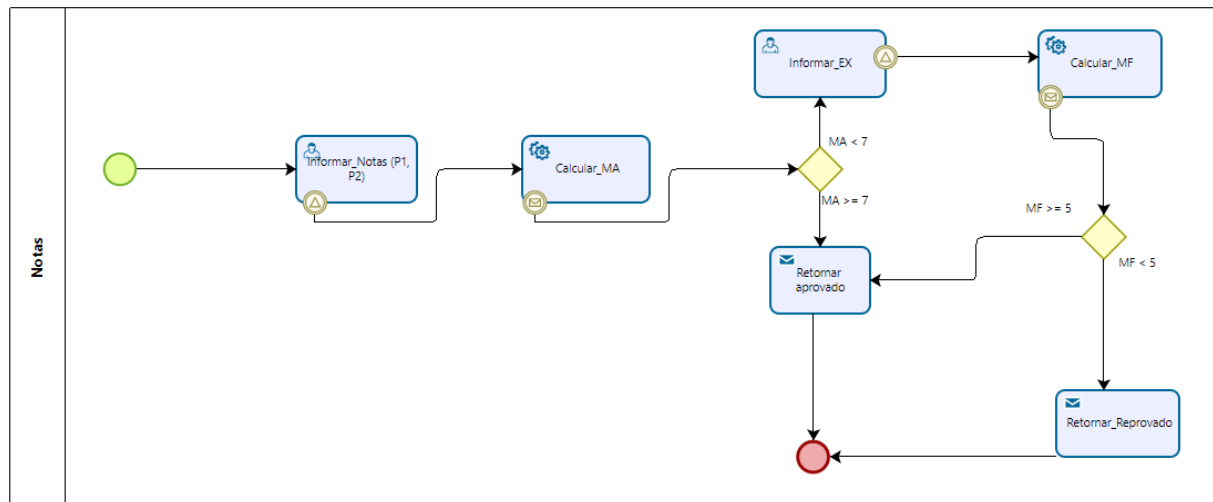 Notas
Informar_Notas (P1,
P2)
Calcular_MA
MA < 7
MA >= 7
Informar_EX
Calcular_MF
MF >= 5
MF < 5
Retornar
aprovado
Retornar_Reprovado